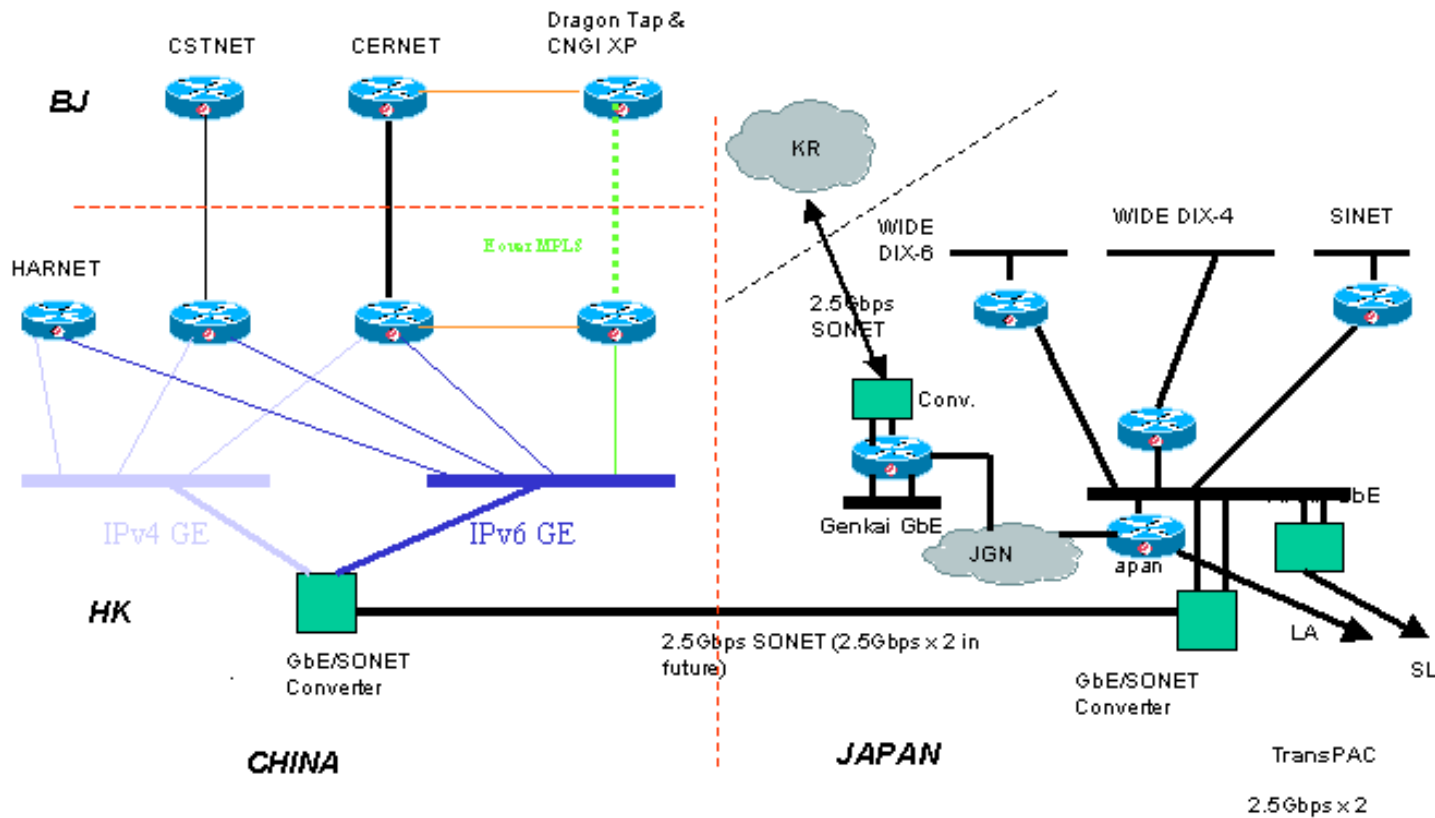 Dragon Tap &
CNGI XP
CSTNET
CERNET
BJ
KR
WIDE
DIX-6
WIDE DIX-4
SINET
HARNET
MPLS
2.5Gbps
SONET
Conv.
IPv4 GE
IPv6 GE
Genkai GbE
GbE
JGN
apan
HK
2.5Gbps SONET (2.5Gbps x 2 in
future)
LA
SL
GbE/SONET
Converter
GbE/SONET
Converter
CHINA
JAPAN
TransPAC
2.5Gbps x 2